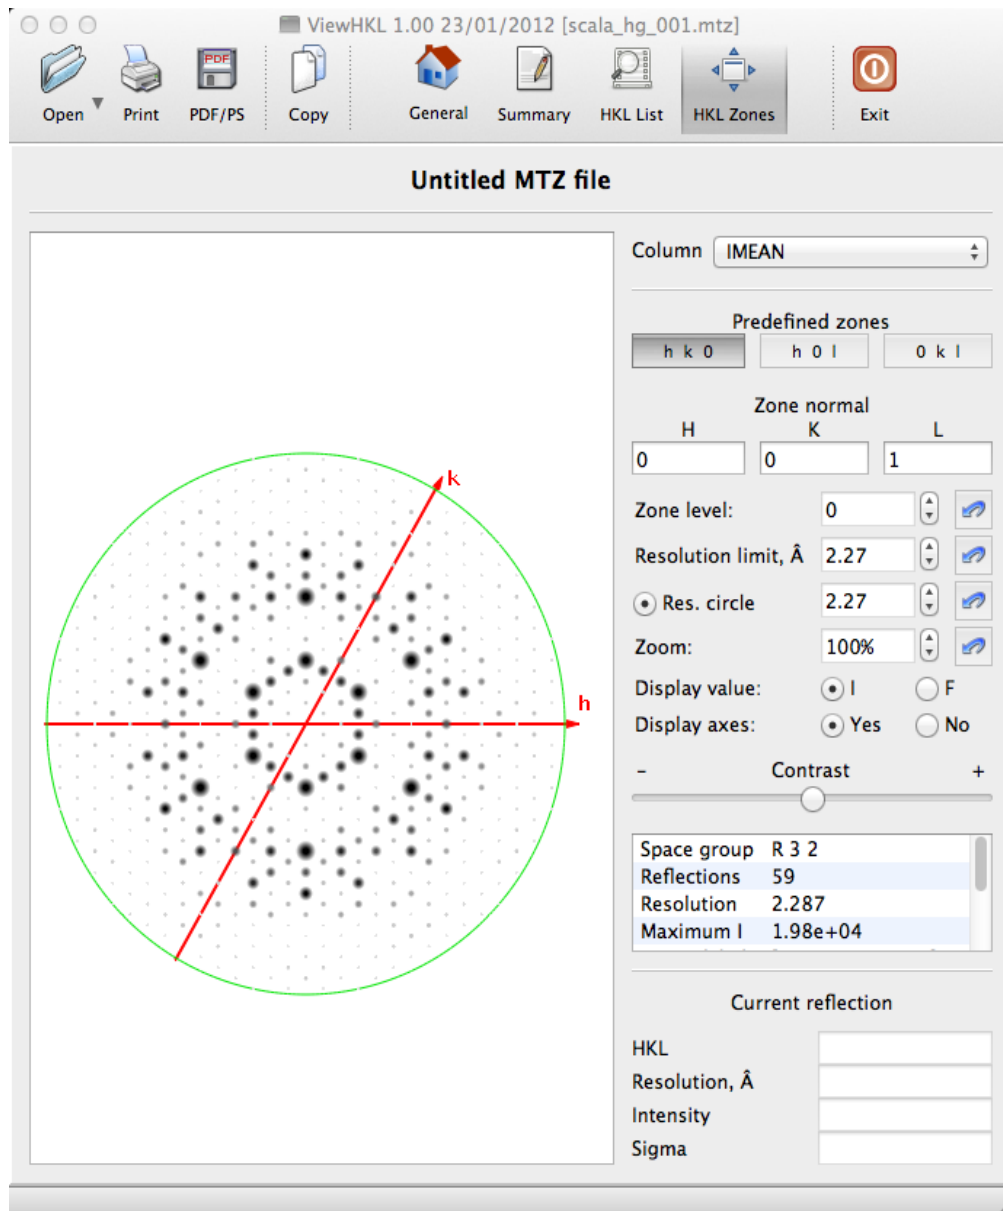 ViewHKL 1.00 23/01/2012 [scala_hg_001.mtz]
Open Print PDF/PS Copy General Summary HKL List HKL Zones Exit
Untitled MTZ file
Column IMEAN
Predefined zones
h k 0 h 0 l 0 k l
Zone normal
H K L
0 0 1
Zone level: 0
Resolution limit, Â 2.27
Res. circle 2.27
Zoom: 100%
Display value: I F
Display axes: Yes No
- Contrast +
Space group R 3 2
Reflections 59
Resolution 2.287
Maximum I 1.98e+04
Current reflection
HKL
Resolution, Â
Intensity
Sigma
k
h